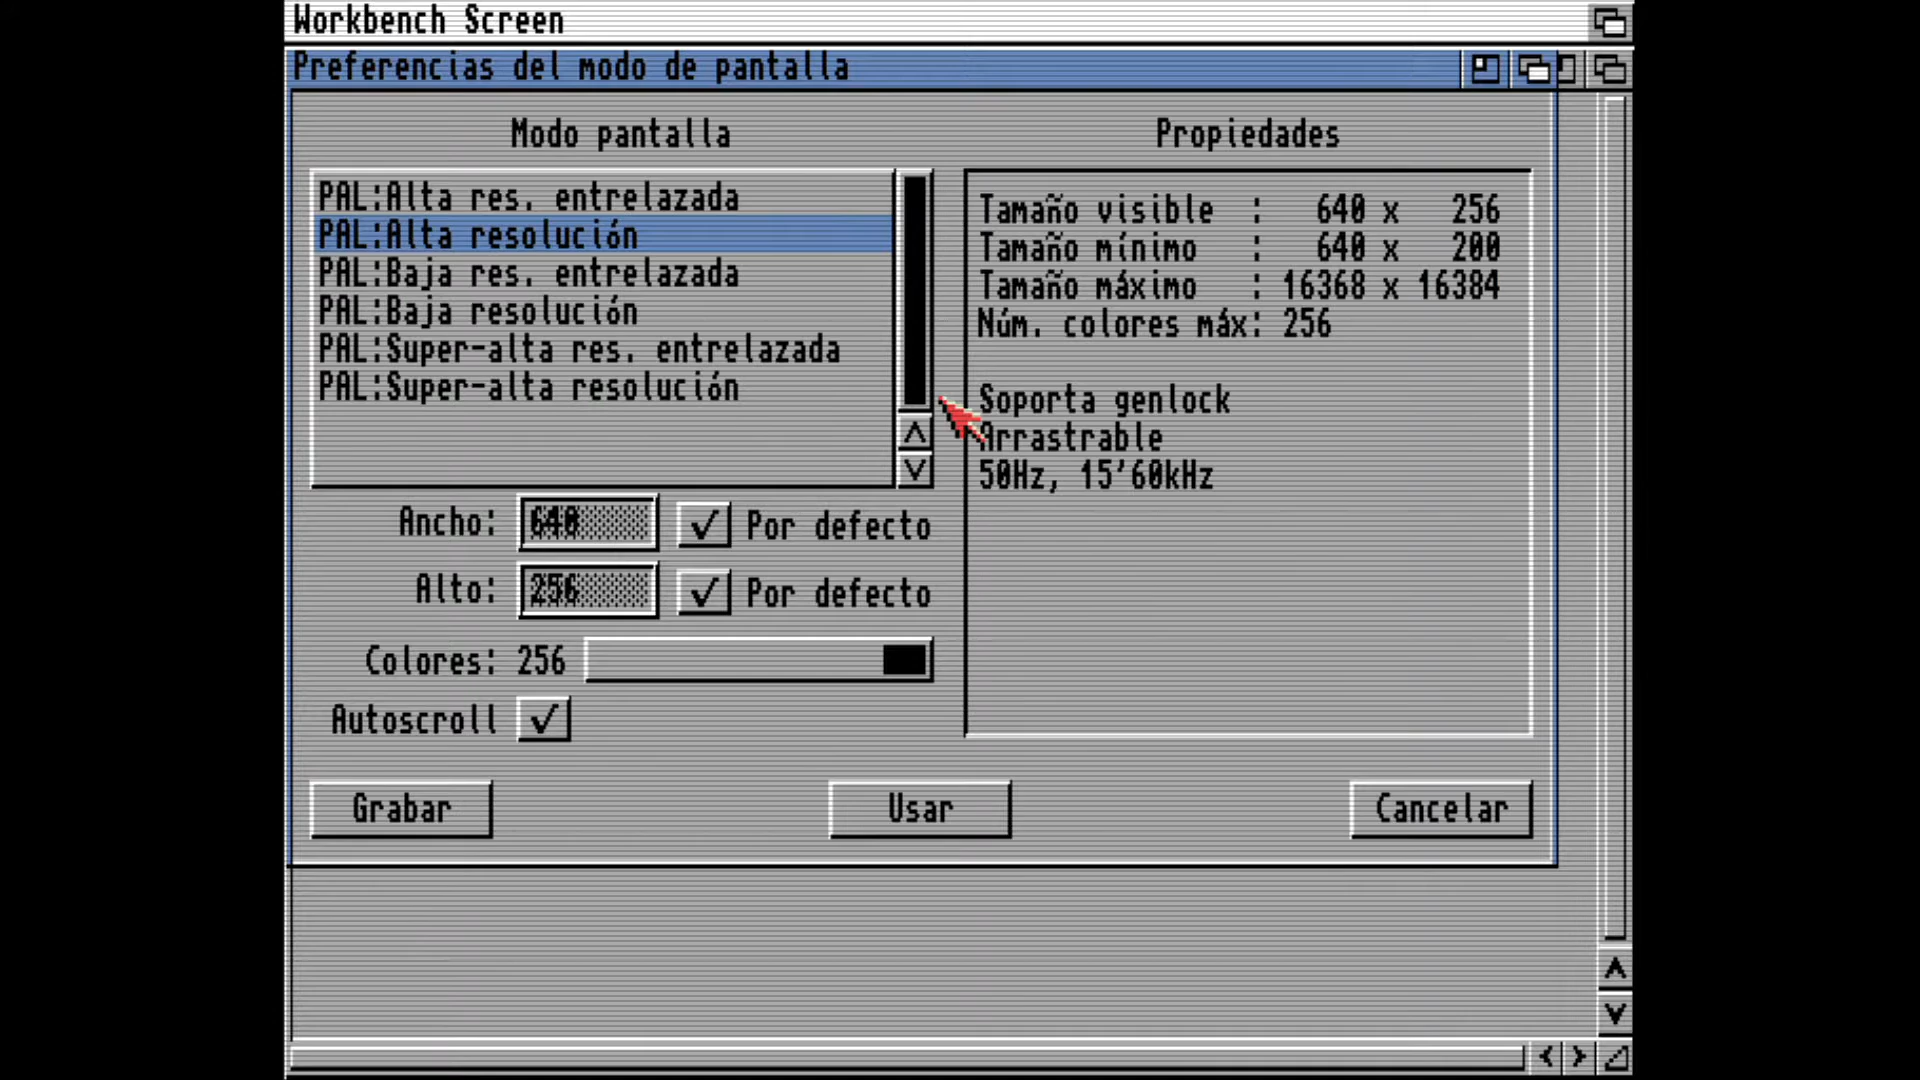 Workbench Screen
Preferencias del modo de pantalla
Modo pantalla
PAL:Alta res. entrelazada
PAL:Alta resolución
PAL:Baja res. entrelazada
PAL:Baja resolución
PAL:Super-alta res. entrelazada
PAL:Super-alta resolución
Ancho: 640 Por defecto
Alto: 256 Por defecto
Colores: 256
Autoscroll
Propiedades
Tamaño visible : 640 x 256
Tamaño mínimo : 640 x 200
Tamaño máximo : 16368 x 16384
Núm. colores máx: 256
Soporta genlock
Arrastrable
50Hz, 15'60kHz
Grabar
Usar
Cancelar